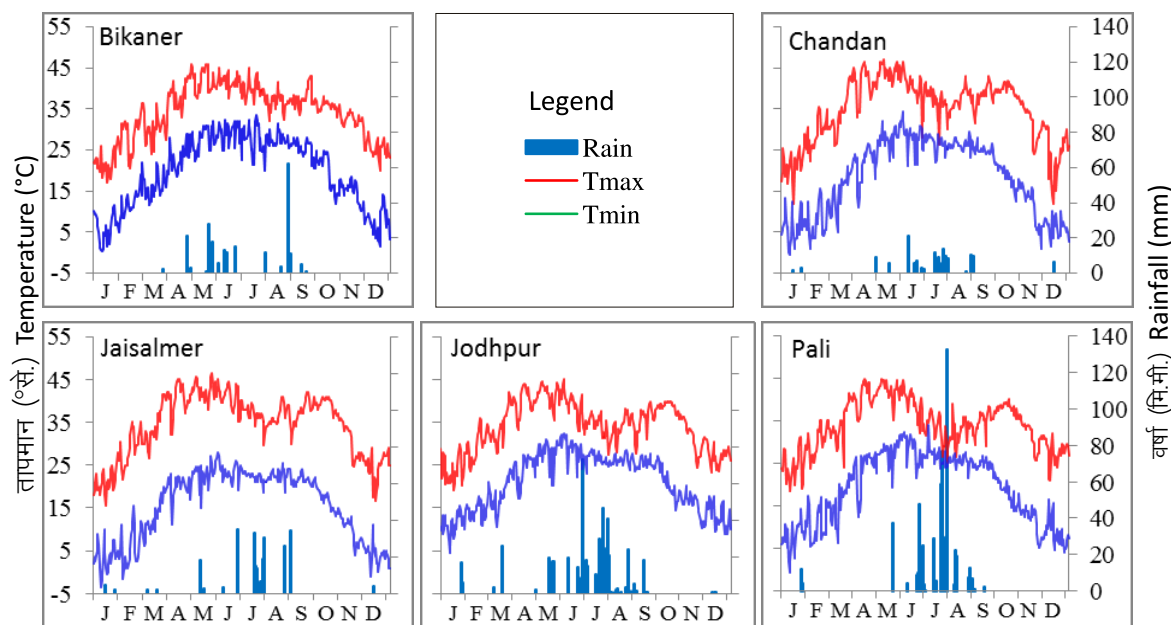 Bikaner
55
45
35
25
15
5
-5
J F M A M J J A S O N D
Legend
Rain
Tmax
Tmin
Chandan
140
120
100
80
60
40
20
0
J F M A M J J A S O N D
Jaisalmer
55
45
35
25
15
5
-5
J F M A M J J A S O N D
Jodhpur
J F M A M J J A S O N D
Pali
140
120
100
80
60
40
20
0
J F M A M J J A S O N D
तापमान (°से.) Temperature (°C)
वर्षा (मि.मी.) Rainfall (mm)